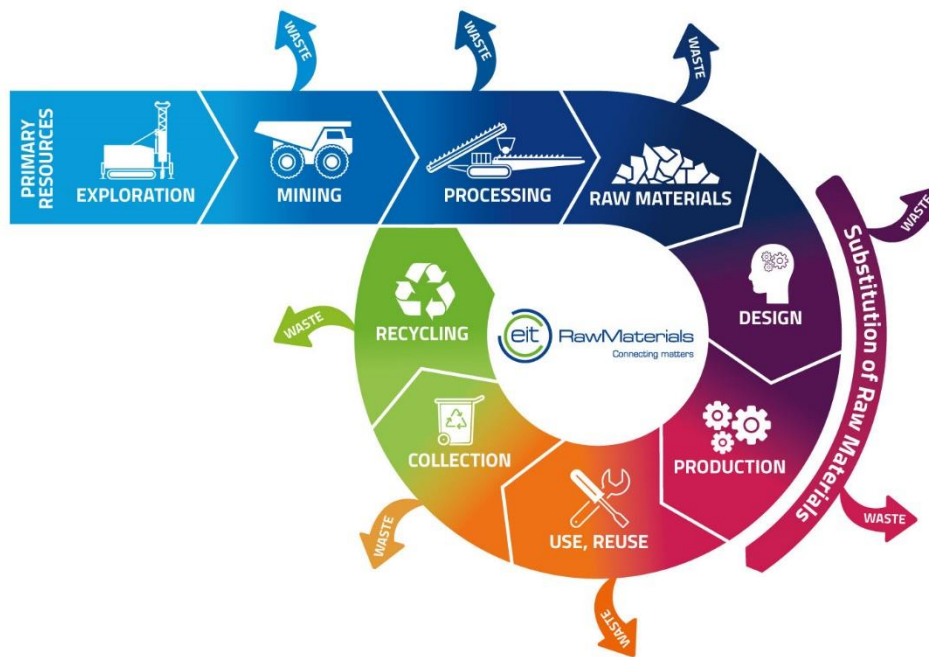 PRIMARY
RESOURCES
EXPLORATION
MINING
PROCESSING
RAW MATERIALS
DESIGN
PRODUCTION
USE, REUSE
COLLECTION
RECYCLING
WASTE
WASTE
WASTE
WASTE
WASTE
WASTE
WASTE
WASTE
Substitution of Raw Materials
eit RawMaterials
Connecting matters